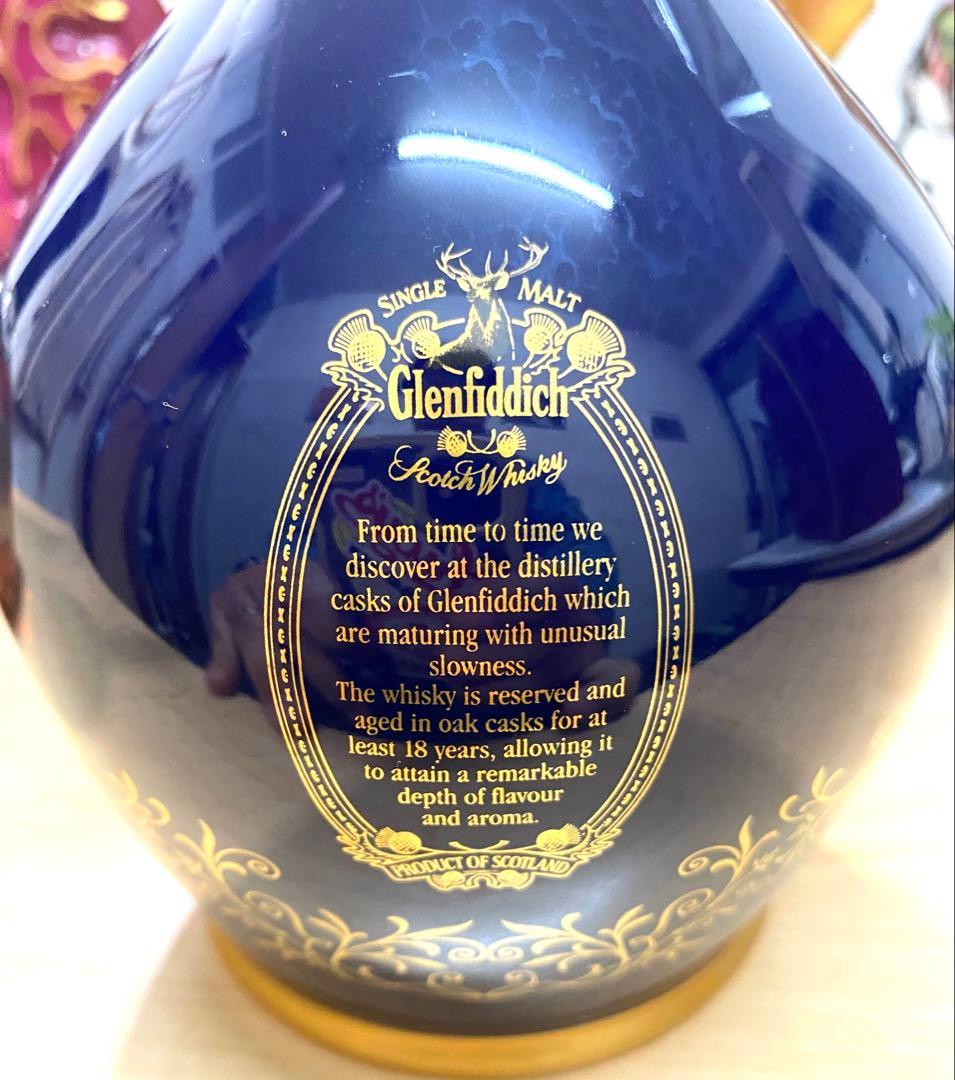 SINGLE MALT
Glenfiddich
Scotch Whisky
From time to time we
discover at the distillery
casks of Glenfiddich which
are maturing with unusual
slowness.
The whisky is reserved and
aged in oak casks for at
least 18 years, allowing it
to attain a remarkable
depth of flavour
and aroma.
PRODUCT OF SCOTLAND